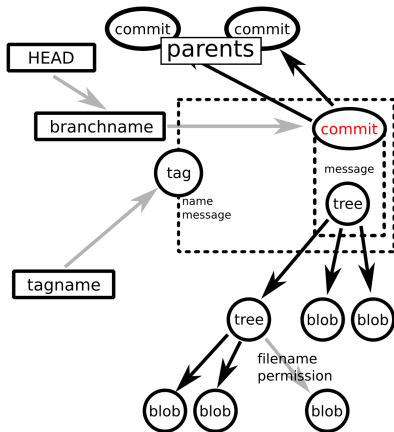 commit
commit
parents
HEAD
branchname
commit
message
tag
name
message
tree
tagname
tree
blob
blob
filename
permission
blob
blob
blob